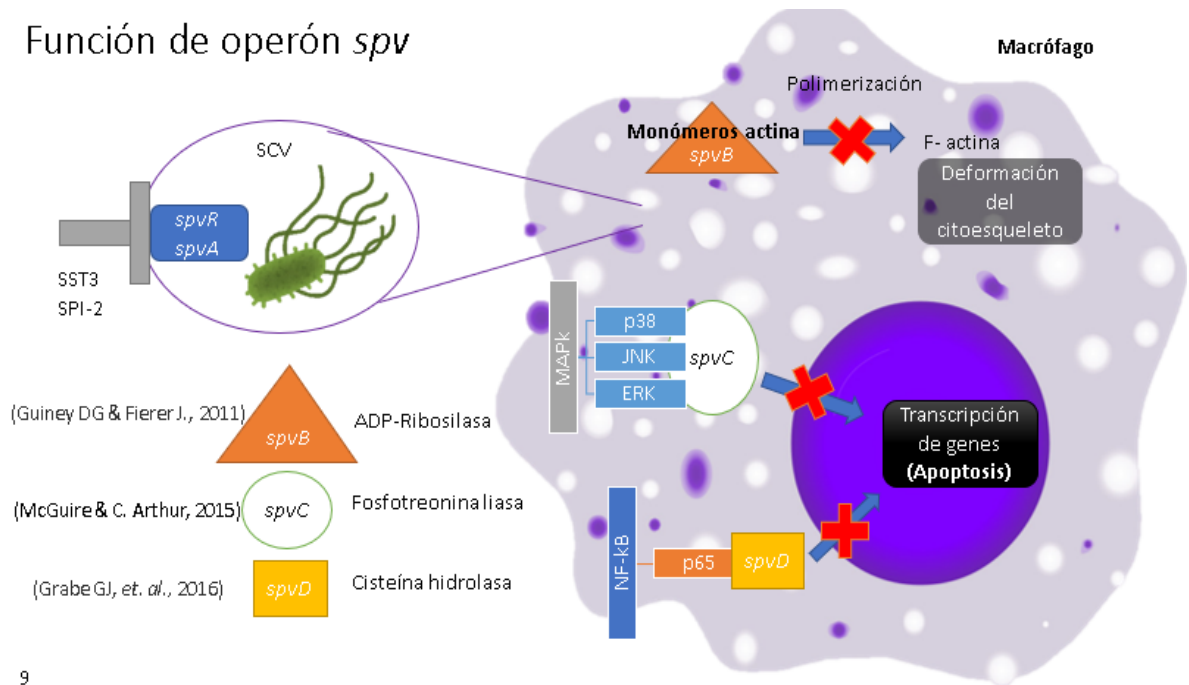 Función de operón spv
Macrófago
Polimerización
Monómeros actina
spvB
F- actina
Deformación
del
citoesqueleto
SCV
spvR
spvA
SST3
SPI-2
MAPk
p38
JNK
ERK
spvC
Transcripción
de genes
(Apoptosis)
NF-kB
p65
spvD
(Guiney DG & Fierer J., 2011)
spvB
ADP-Ribosilasa
(McGuire & C. Arthur, 2015)
spvC
Fosfotreonina liasa
(Grabe GJ, et. al., 2016)
spvD
Cisteína hidrolasa
9